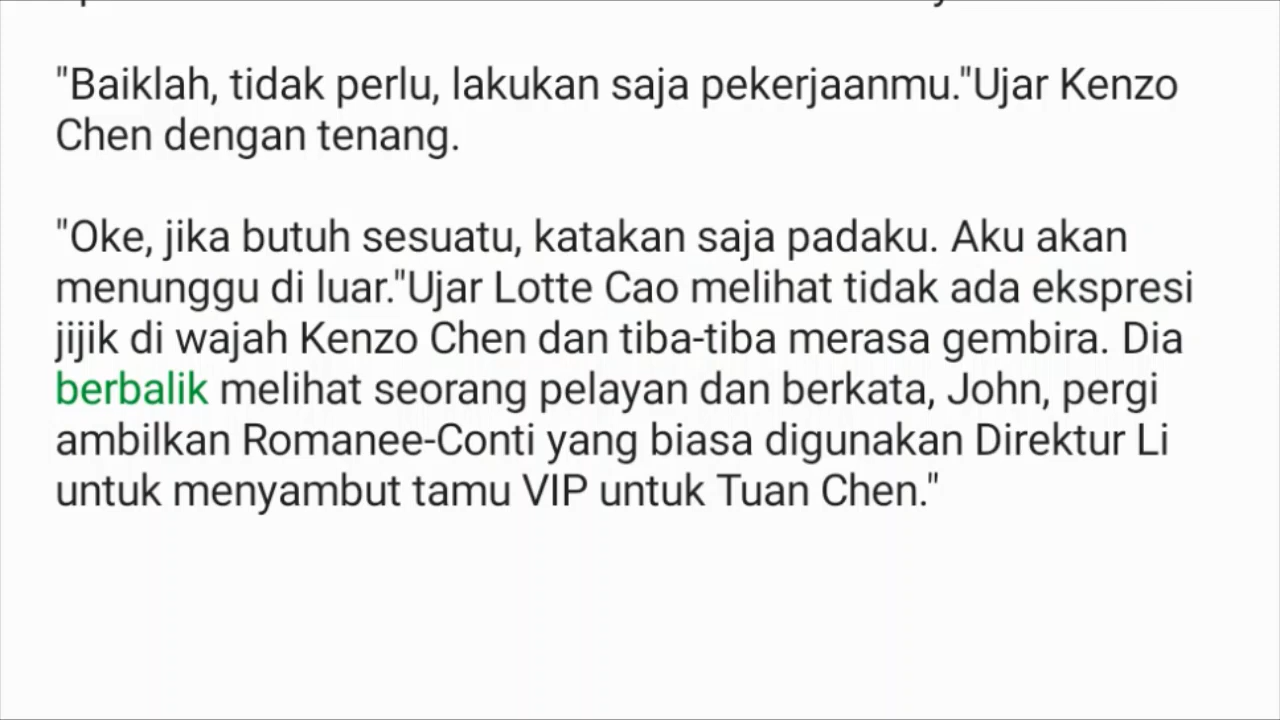 "Baiklah, tidak perlu, lakukan saja pekerjaanmu."Ujar Kenzo
Chen dengan tenang.
"Oke, jika butuh sesuatu, katakan saja padaku. Aku akan
menunggu di luar."Ujar Lotte Cao melihat tidak ada ekspresi
jijik di wajah Kenzo Chen dan tiba-tiba merasa gembira. Dia
berbalik melihat seorang pelayan dan berkata, John, pergi
ambilkan Romanee-Conti yang biasa digunakan Direktur Li
untuk menyambut tamu VIP untuk Tuan Chen."